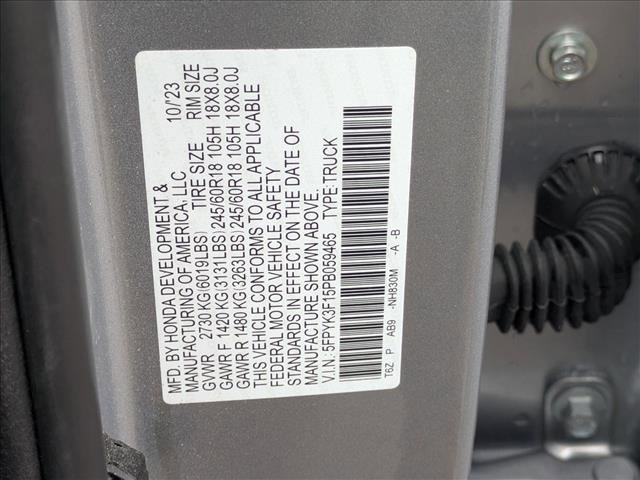 MFD. BY HONDA DEVELOPMENT & 10/'23
MANUFACTURING OF AMERICA, LLC
TIRE SIZE RIM SIZE
GVWR 2730 KG(6019LBS)
GAWR F 1420 KG(3131LBS) 245/60R18 105H 18X8.0J
GAWR R 1480 KG(3263LBS) 245/60R18 105H 18X8.0J
THIS VEHICLE CONFORMS TO ALL APPLICABLE
FEDERAL MOTOR VEHICLE SAFETY
STANDARDS IN EFFECT ON THE DATE OF
MANUFACTURE SHOWN ABOVE.
V.I.N.: 5FPYK3F15PB059465 TYPE:TRUCK
T6Z P AB9 -NH830M -A -B